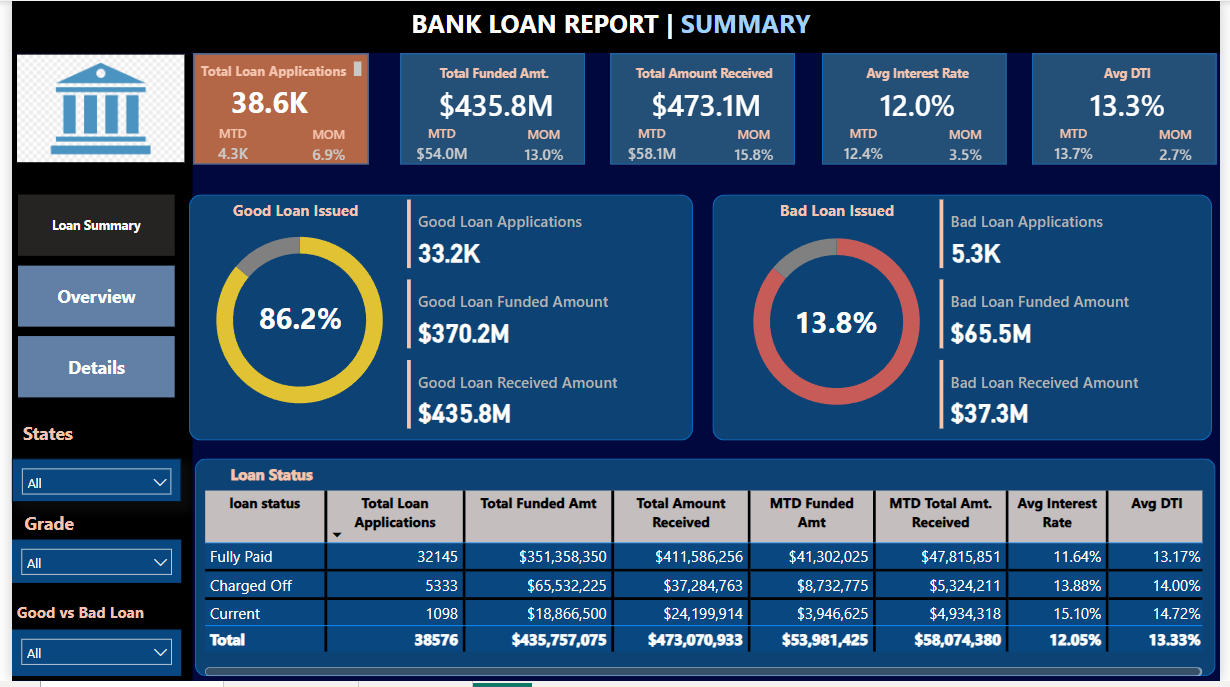 BANK LOAN REPORT | SUMMARY
Total Loan Applications
38.6K
MTD MOM
4.3K 6.9%
Total Funded Amt.
$435.8M
MTD MOM
$54.0M 13.0%
Total Amount Received
$473.1M
MTD MOM
$58.1M 15.8%
Avg Interest Rate
12.0%
MTD MOM
12.4% 3.5%
Avg DTI
13.3%
MTD MOM
13.7% 2.7%
Loan Summary
Overview
Details
States
All
Grade
All
Good vs Bad Loan
All
Good Loan Issued
86.2%
Good Loan Applications
33.2K
Good Loan Funded Amount
$370.2M
Good Loan Received Amount
$435.8M
Bad Loan Issued
13.8%
Bad Loan Applications
5.3K
Bad Loan Funded Amount
$65.5M
Bad Loan Received Amount
$37.3M
Loan Status
loan status Total Loan Applications Total Funded Amt Total Amount Received MTD Funded Amt MTD Total Amt. Received Avg Interest Rate Avg DTI
Fully Paid 32145 $351,358,350 $411,586,256 $41,302,025 $47,815,851 11.64% 13.17%
Charged Off 5333 $65,532,225 $37,284,763 $8,732,775 $5,324,211 13.88% 14.00%
Current 1098 $18,866,500 $24,199,914 $3,946,625 $4,934,318 15.10% 14.72%
Total 38576 $435,757,075 $473,070,933 $53,981,425 $58,074,380 12.05% 13.33%